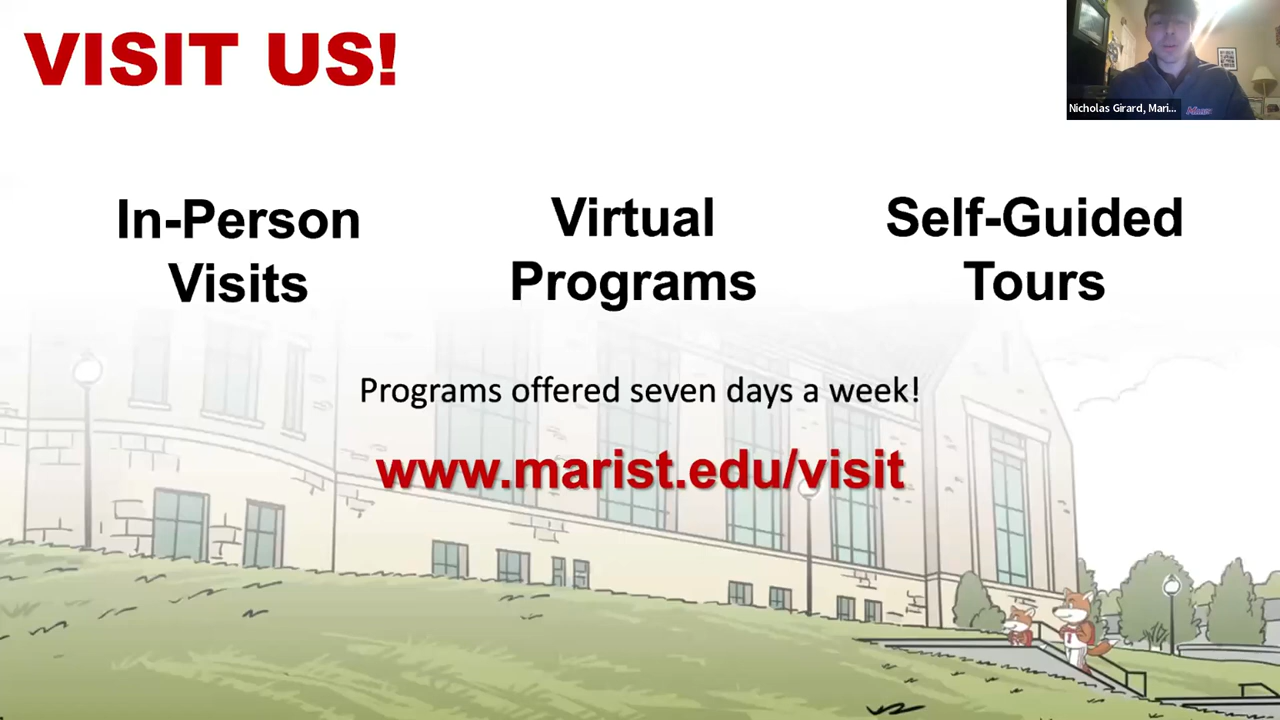 VISIT US!
Nicholas Girard, Mari...
In-Person
Visits
Virtual
Programs
Self-Guided
Tours
Programs offered seven days a week!
www.marist.edu/visit